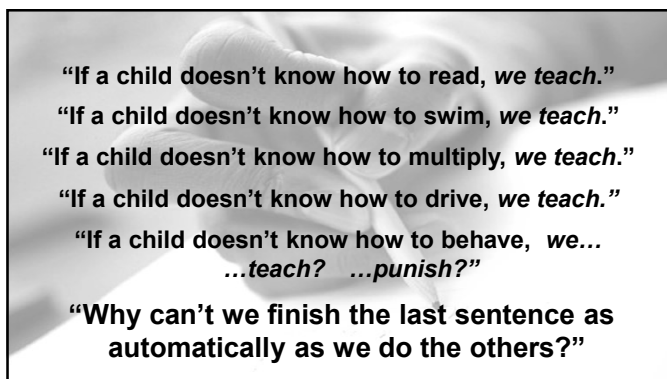 “If a child doesn’t know how to read, we teach.”
“If a child doesn’t know how to swim, we teach.”
“If a child doesn’t know how to multiply, we teach.”
“If a child doesn’t know how to drive, we teach.”
“If a child doesn’t know how to behave, we…
…teach? …punish?”
“Why can’t we finish the last sentence as
automatically as we do the others?”